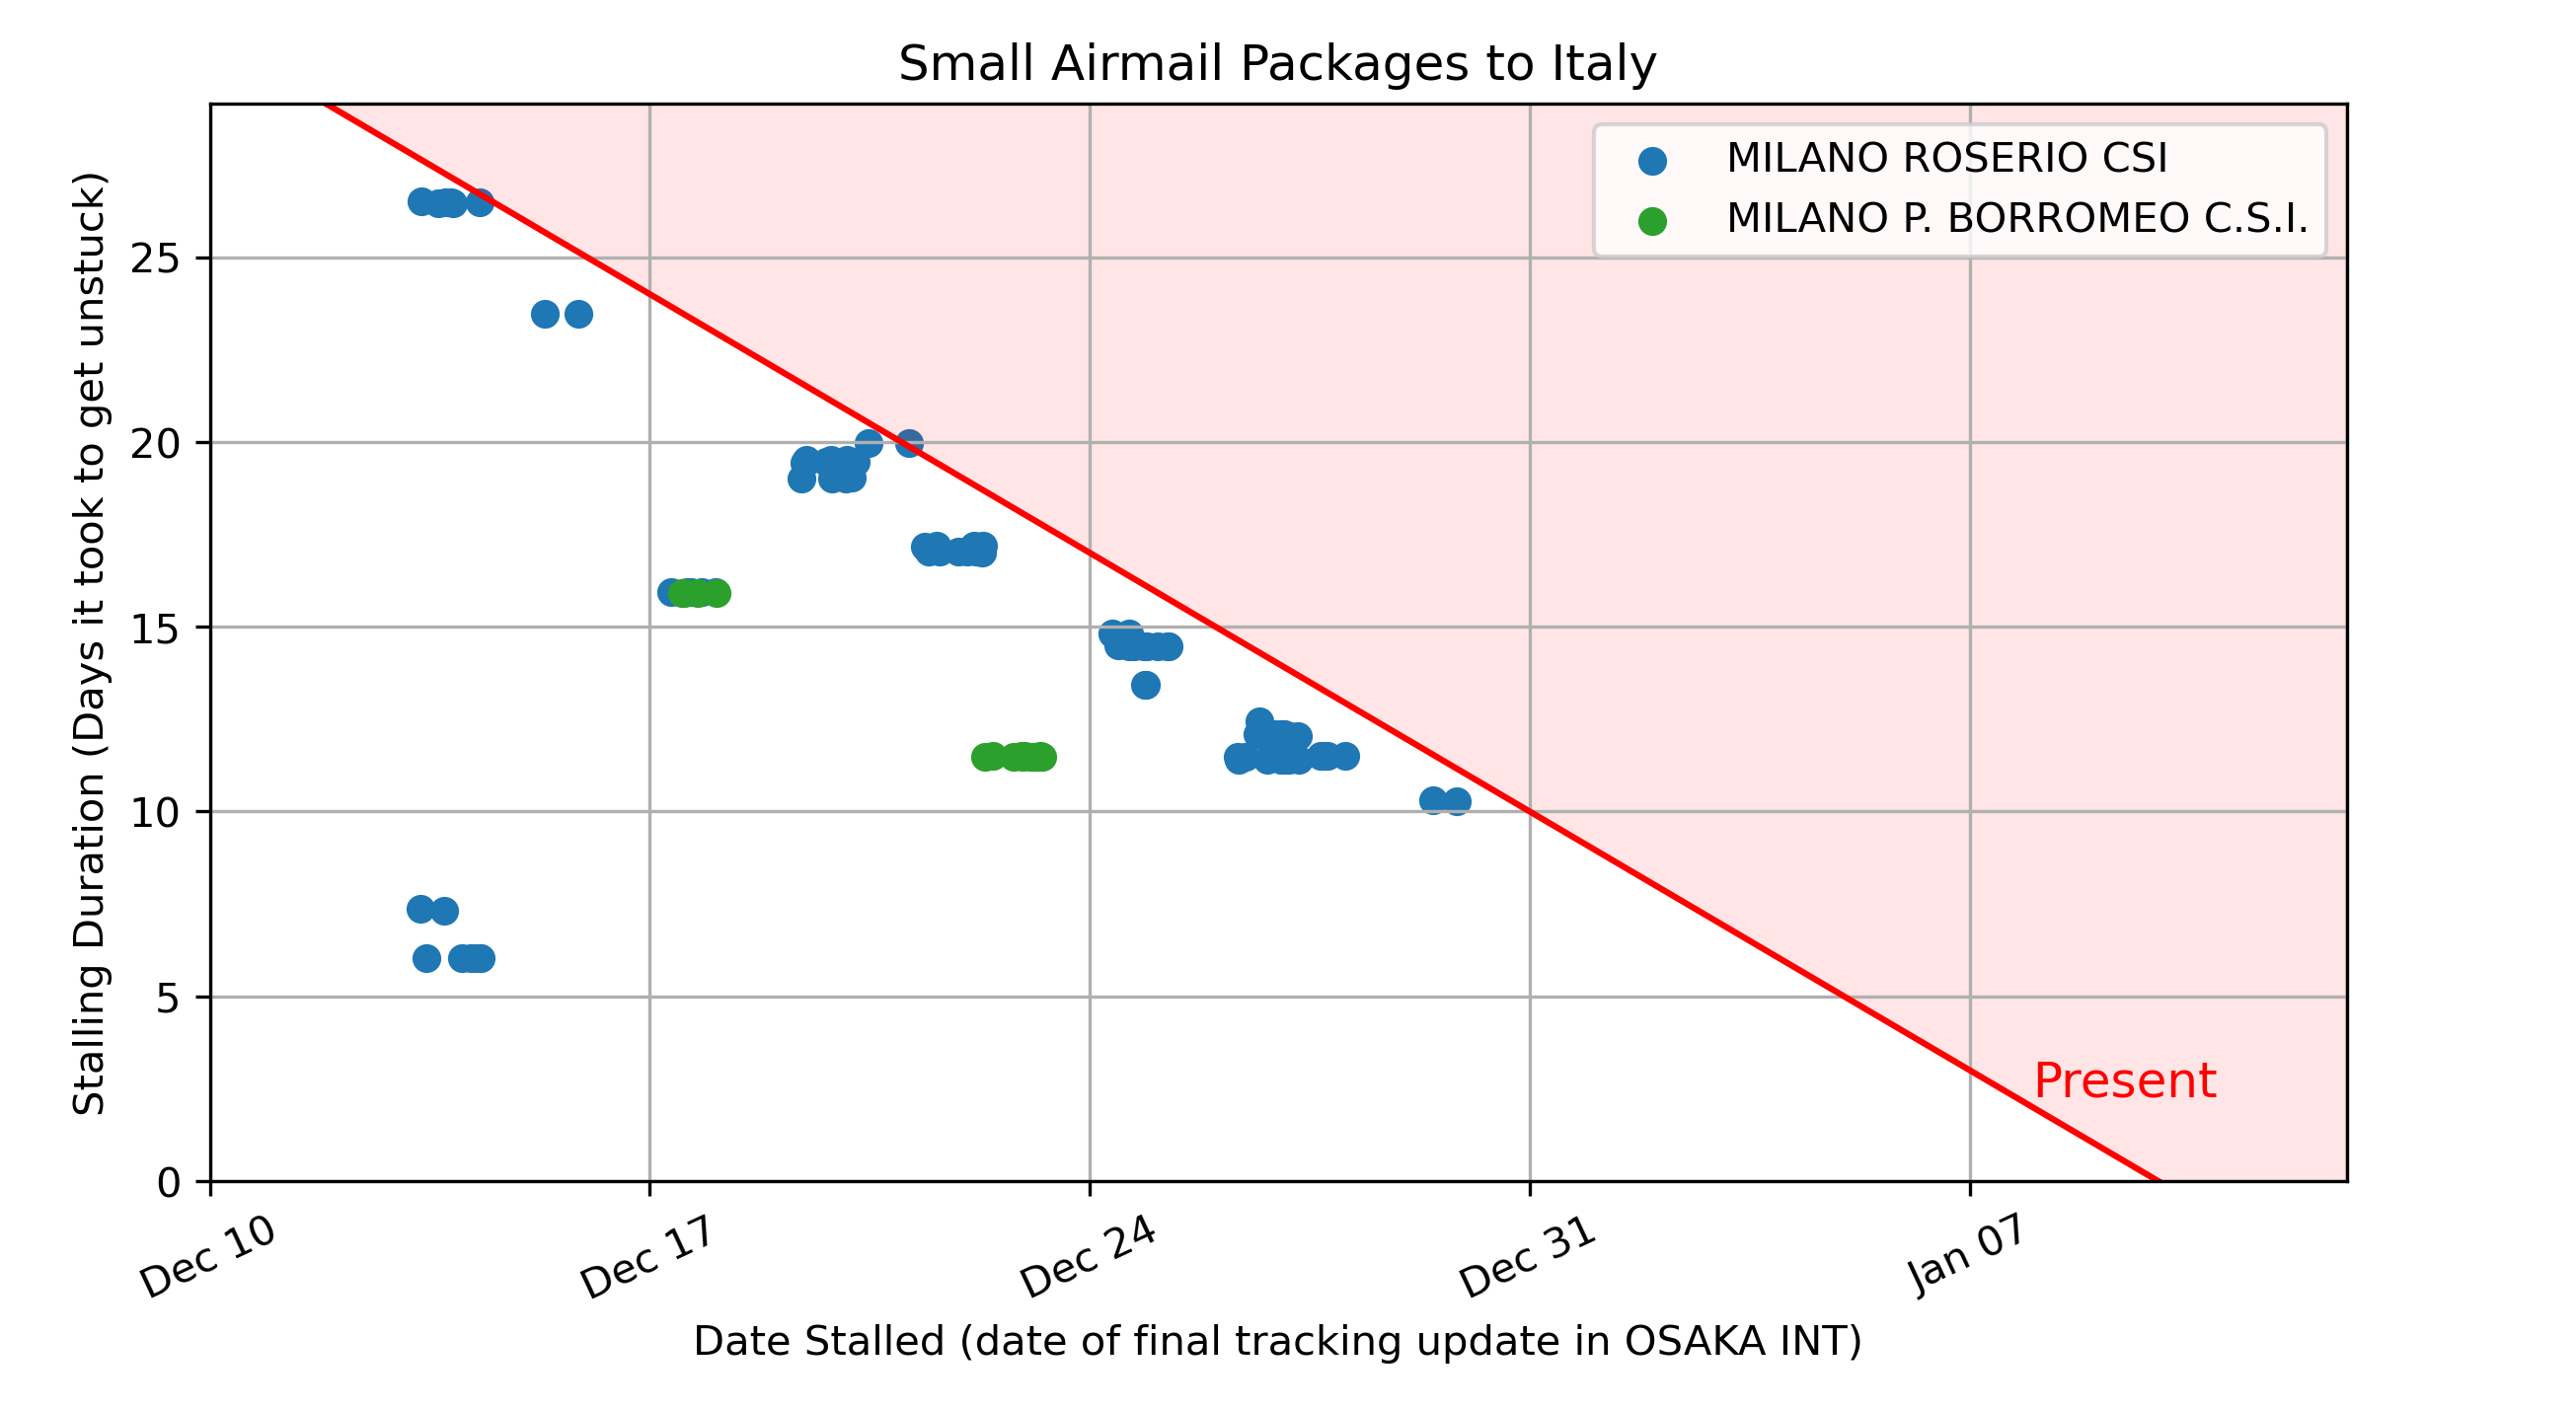 Small Airmail Packages to Italy
MILANO ROSERIO CSI
MILANO P. BORROMEO C.S.I.
Stalling Duration (Days it took to get unstuck)
25
20
15
10
5
0
Present
Dec 10
Dec 17
Dec 24
Dec 31
Jan 07
Date Stalled (date of final tracking update in OSAKA INT)